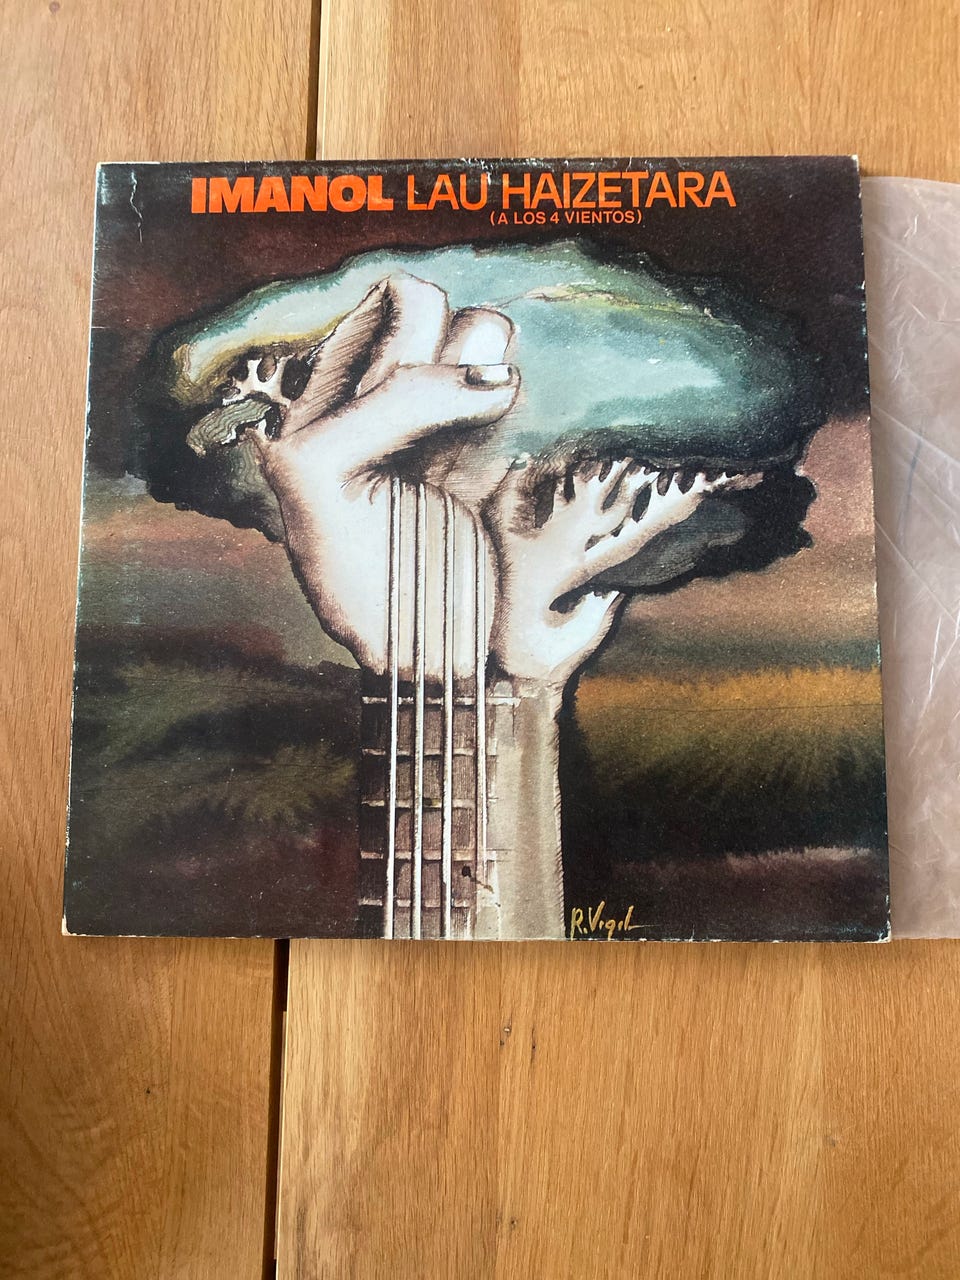 IMANOL LAU HAIZETARA
(A LOS 4 VIENTOS)
R. Vigil